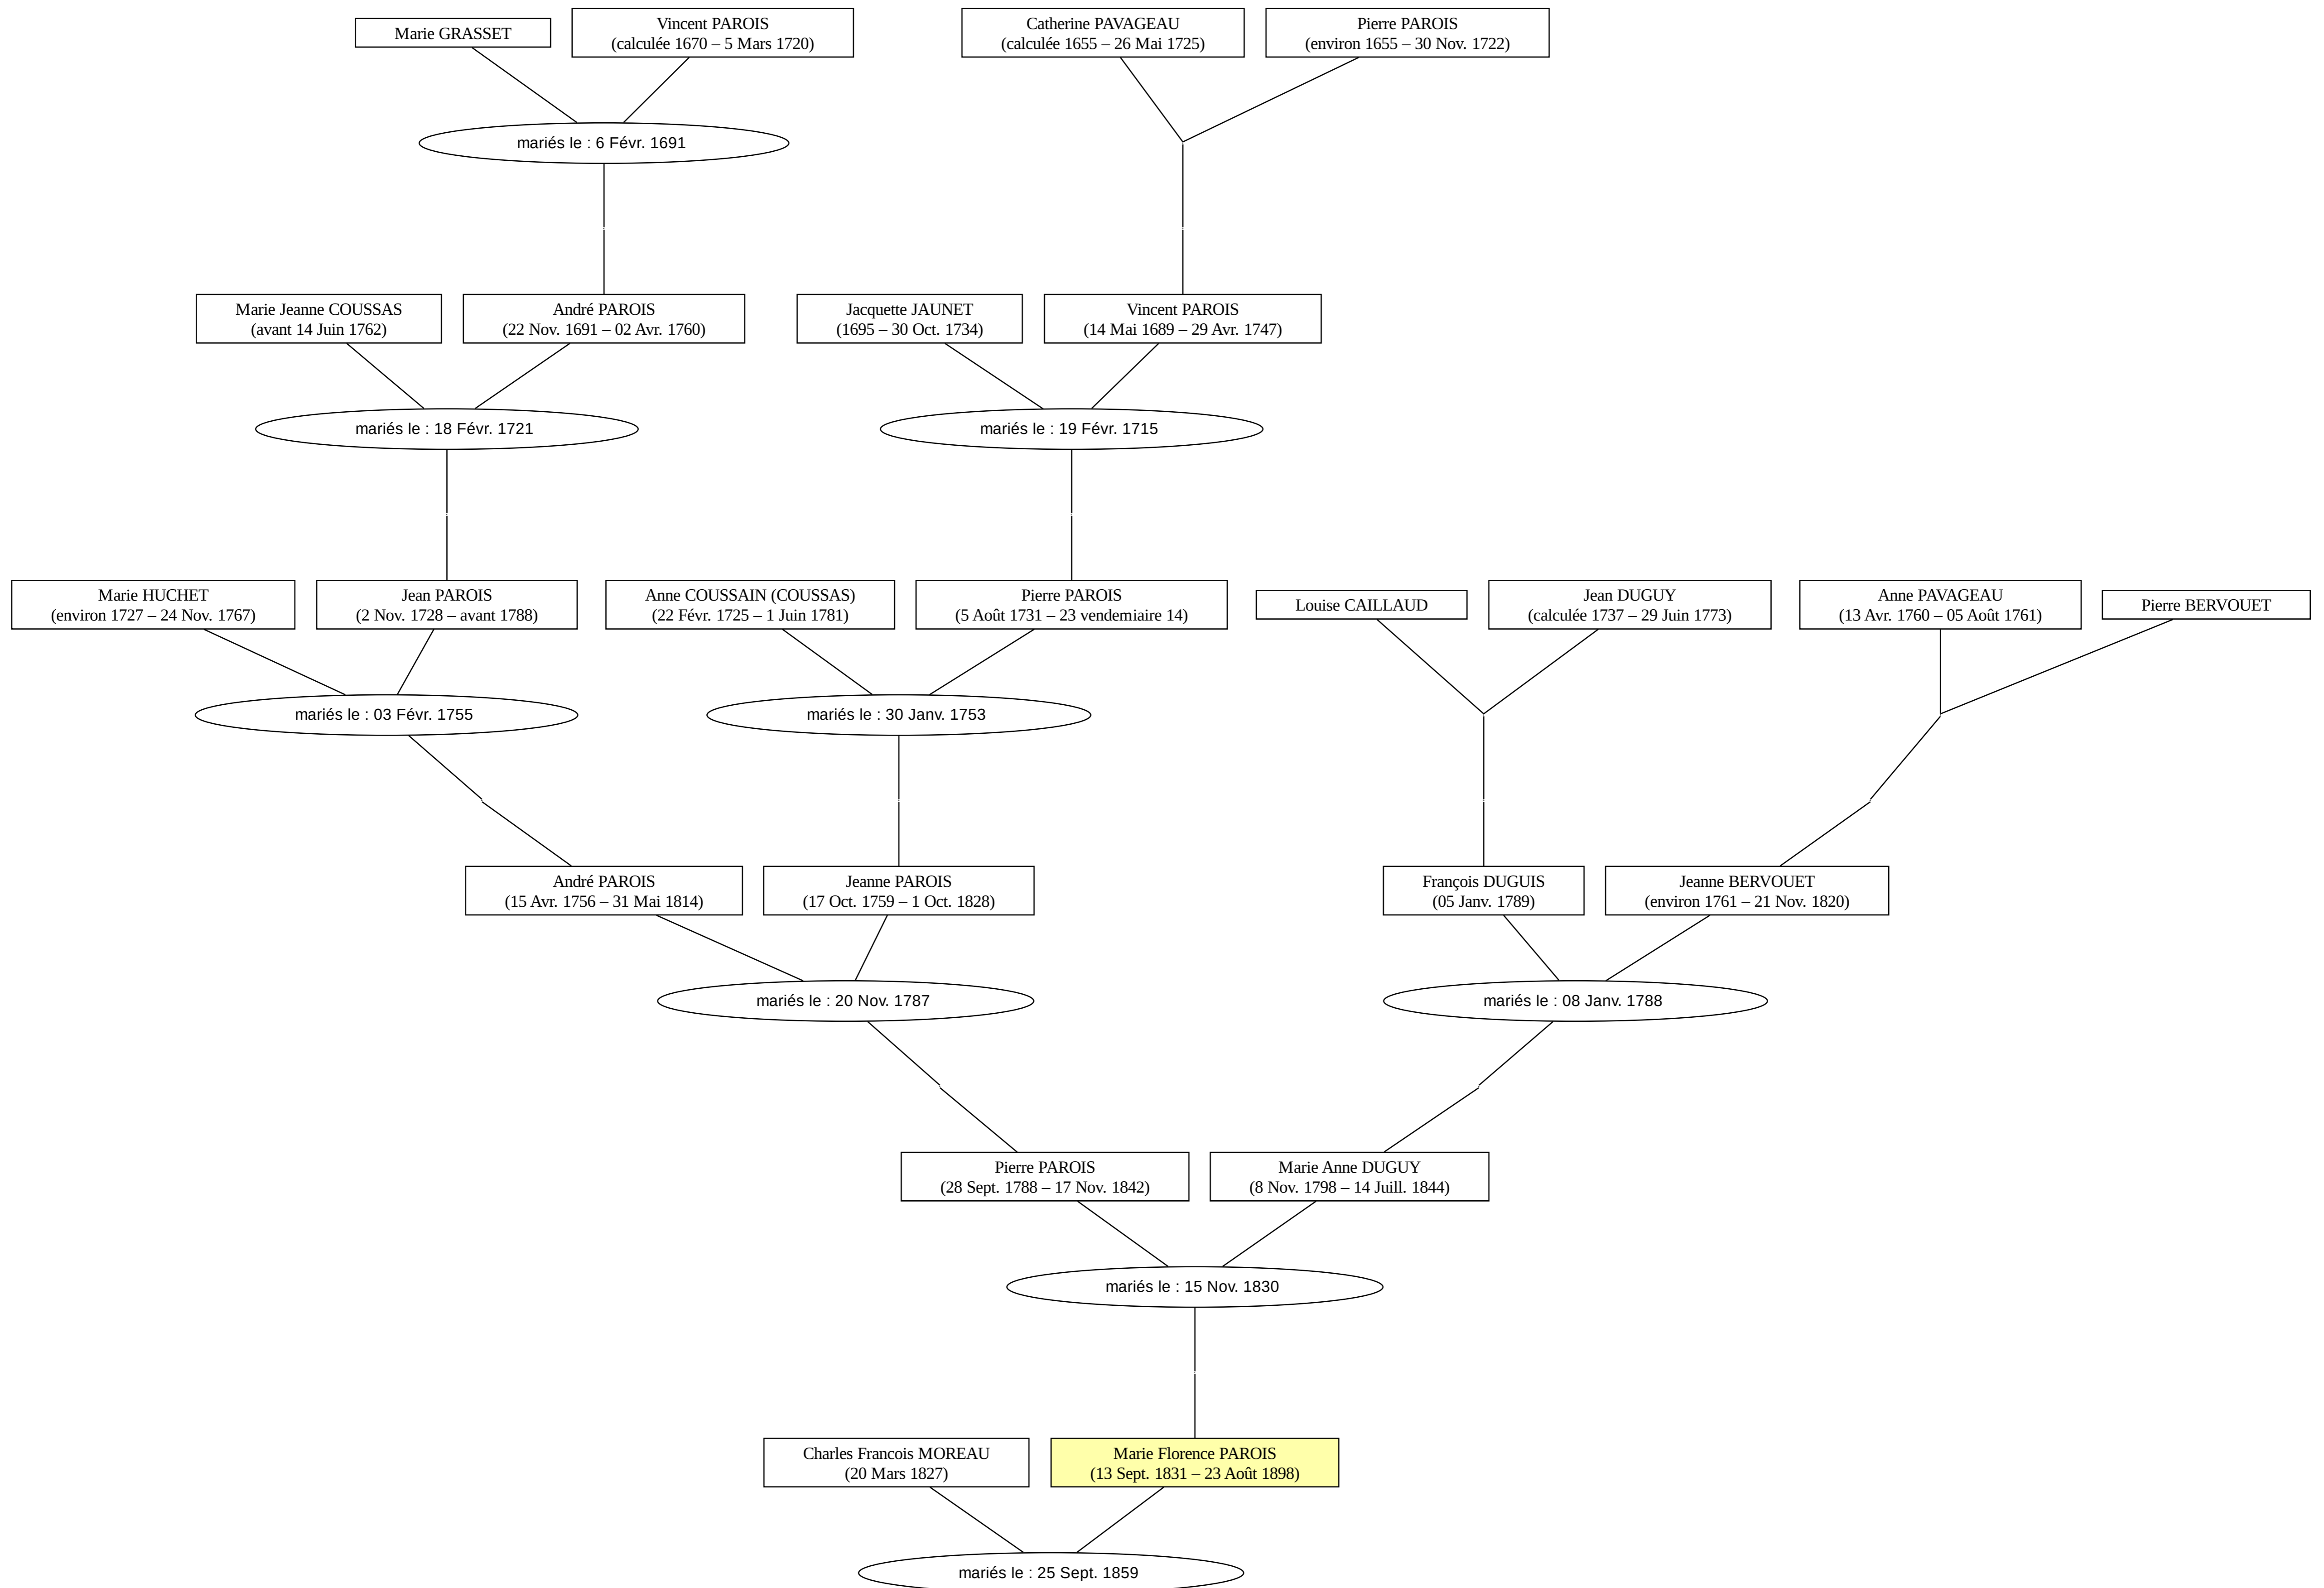 Marie GRASSET
Vincent PAROIS
(calculée 1670 – 5 Mars 1720)
Catherine PAVAGEAU
(calculée 1655 – 26 Mai 1725)
Pierre PAROIS
(environ 1655 – 30 Nov. 1722)
mariés le : 6 Févr. 1691
Marie Jeanne COUSSAS
(avant 14 Juin 1762)
André PAROIS
(22 Nov. 1691 – 02 Avr. 1760)
Jacquette JAUNET
(1695 – 30 Oct. 1734)
Vincent PAROIS
(14 Mai 1689 – 29 Avr. 1747)
mariés le : 18 Févr. 1721
mariés le : 19 Févr. 1715
Marie HUCHET
(environ 1727 – 24 Nov. 1767)
Jean PAROIS
(2 Nov. 1728 – avant 1788)
Anne COUSSAIN (COUSSAS)
(22 Févr. 1725 – 1 Juin 1781)
Pierre PAROIS
(5 Août 1731 – 23 vendemiaire 14)
Louise CAILLAUD
Jean DUGUY
(calculée 1737 – 29 Juin 1773)
Anne PAVAGEAU
(13 Avr. 1760 – 05 Août 1761)
Pierre BERVOUET
mariés le : 03 Févr. 1755
mariés le : 30 Janv. 1753
André PAROIS
(15 Avr. 1756 – 31 Mai 1814)
Jeanne PAROIS
(17 Oct. 1759 – 1 Oct. 1828)
François DUGUIS
(05 Janv. 1789)
Jeanne BERVOUET
(environ 1761 – 21 Nov. 1820)
mariés le : 20 Nov. 1787
mariés le : 08 Janv. 1788
Pierre PAROIS
(28 Sept. 1788 – 17 Nov. 1842)
Marie Anne DUGUY
(8 Nov. 1798 – 14 Juill. 1844)
mariés le : 15 Nov. 1830
Charles Francois MOREAU
(20 Mars 1827)
Marie Florence PAROIS
(13 Sept. 1831 – 23 Août 1898)
mariés le : 25 Sept. 1859